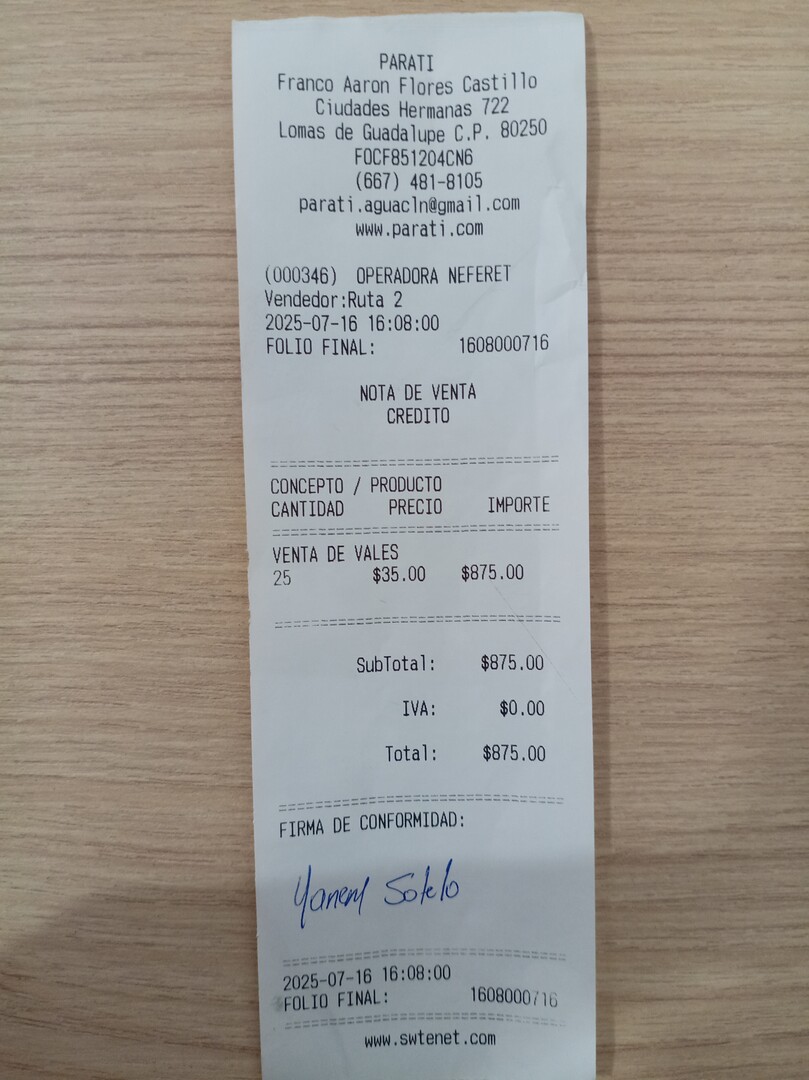 PARATI
Franco Aaron Flores Castillo
Ciudades Hermanas 722
Lomas de Guadalupe C.P. 80250
FOCF851204CN6
(667) 481-8105
parati.aguacln@gmail.com
www.parati.com
(000346) OPERADORA NEFERET
Vendedor:Ruta 2
2025-07-16 16:08:00
FOLIO FINAL: 1608000716
NOTA DE VENTA
CREDITO
CONCEPTO / PRODUCTO
CANTIDAD PRECIO IMPORTE
VENTA DE VALES
25 $35.00 $875.00
SubTotal: $875.00
IVA: $0.00
Total: $875.00
FIRMA DE CONFORMIDAD:
Sotelo
2025-07-16 16:08:00
FOLIO FINAL: 1608000716
www.swtenet.com